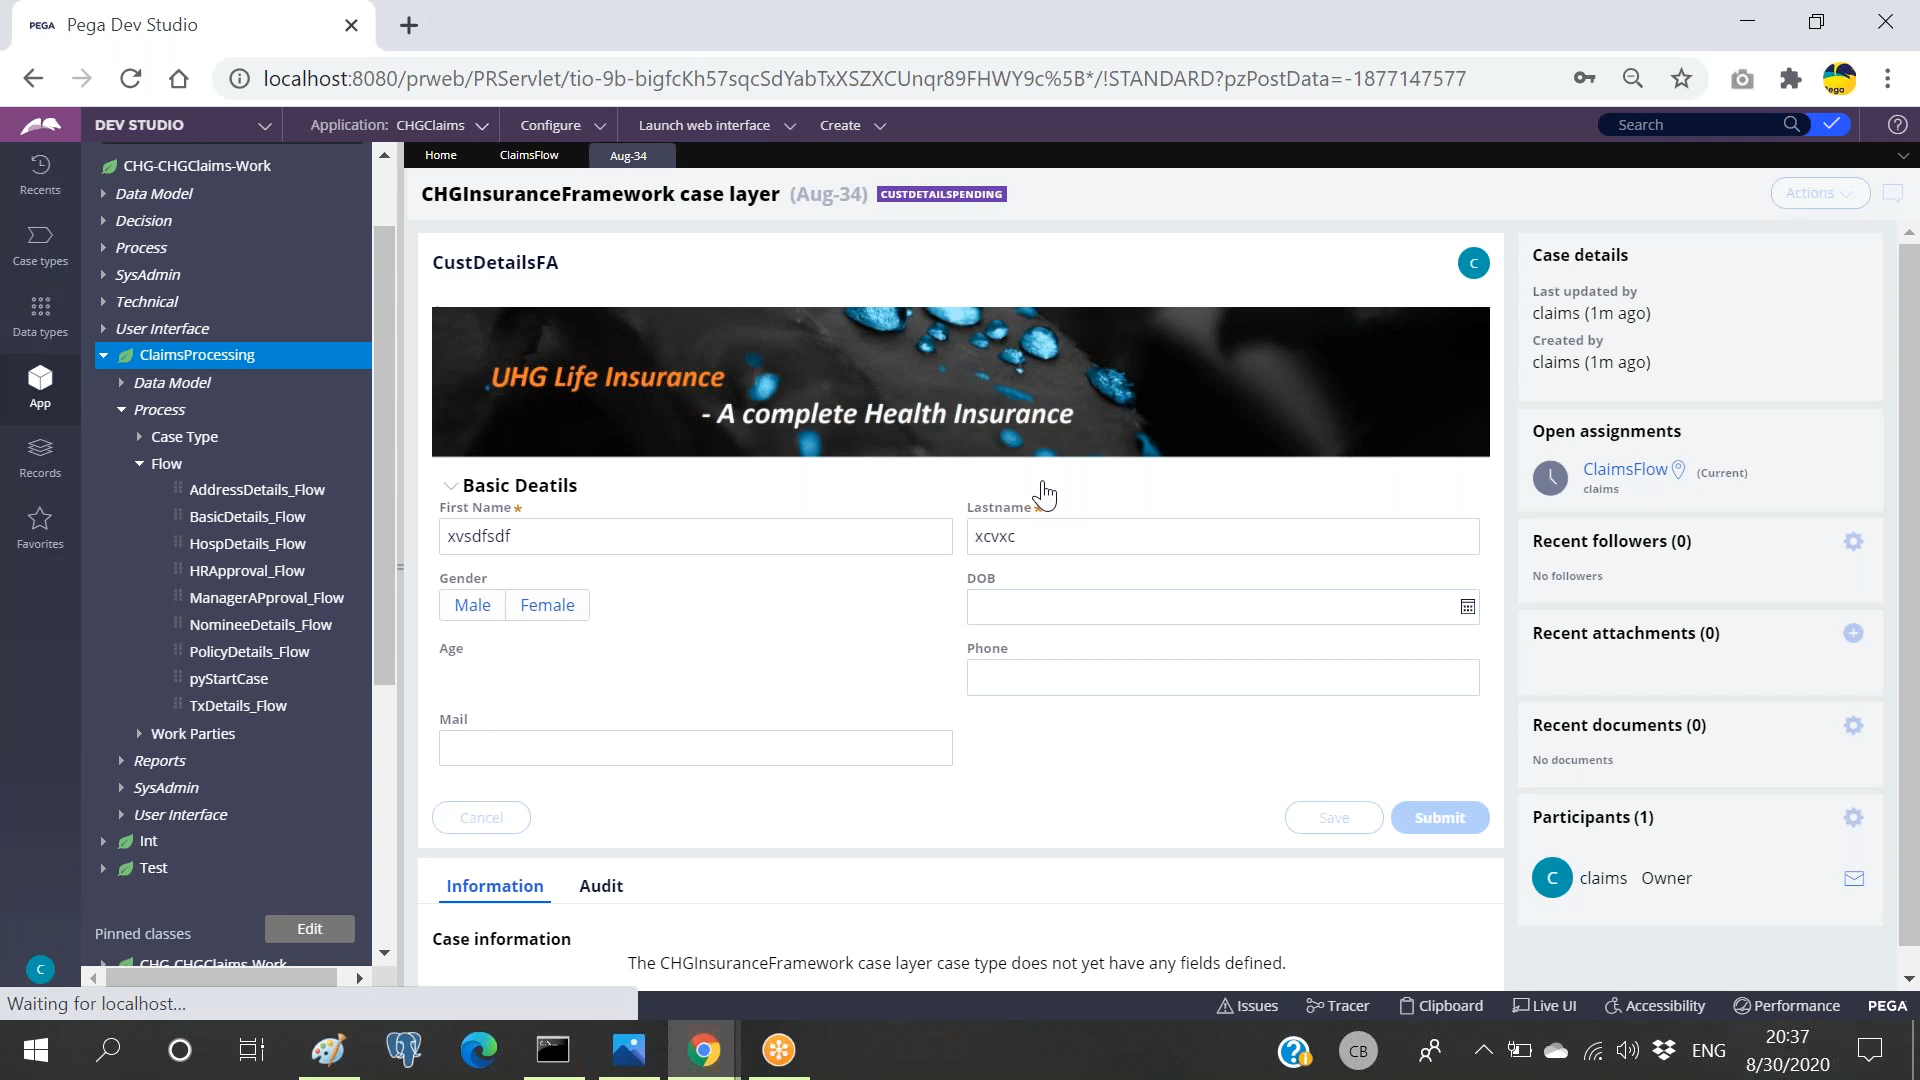 PEGA Pega Dev Studio
localhost:8080/prweb/PRServlet/tio-9b-bigfcKh57sqcSdYabTxXSZXCUnqr89FHWY9c%5B*/!STANDARD?pzPostData=-1877147577
DEV STUDIO
Application: CHGClaims
Configure
Launch web interface
Create
Search
Recents
Case types
Data types
App
Records
Favorites
C
CHG-CHGClaims-Work
Data Model
Decision
Process
SysAdmin
Technical
User Interface
ClaimsProcessing
Data Model
Process
Case Type
Flow
AddressDetails_Flow
BasicDetails_Flow
HospDetails_Flow
HRApproval_Flow
ManagerAPproval_Flow
NomineeDetails_Flow
PolicyDetails_Flow
pyStartCase
TxDetails_Flow
Work Parties
Reports
SysAdmin
User Interface
Int
Test
Pinned classes
Edit
CHG-CHGClaims-Work
Home
ClaimsFlow
Aug-34
CHGInsuranceFramework case layer (Aug-34) CUSTDETAILSPENDING
Actions
CustDetailsFA
C
UHG Life Insurance
- A complete Health Insurance
Basic Deatils
First Name *
Lastname *
xvsdfsdf
xcvxc
Gender
DOB
Male
Female
Age
Phone
Mail
Cancel
Save
Submit
Information
Audit
Case information
The CHGInsuranceFramework case layer case type does not yet have any fields defined.
Case details
Last updated by
claims (1m ago)
Created by
claims (1m ago)
Open assignments
ClaimsFlow (Current)
claims
Recent followers (0)
No followers
Recent attachments (0)
Recent documents (0)
No documents
Participants (1)
C claims Owner
Waiting for localhost...
Issues
Tracer
Clipboard
Live UI
Accessibility
Performance
PEGA
CB
ENG
20:37
8/30/2020